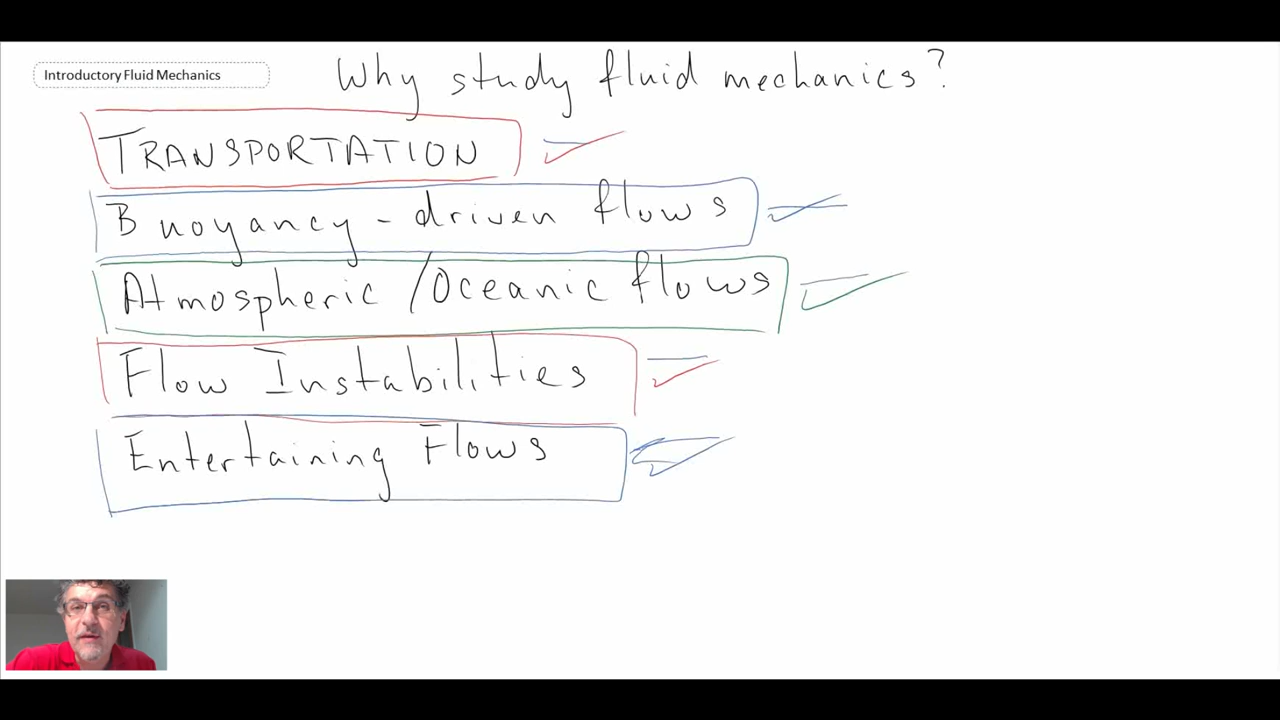 Introductory Fluid Mechanics
Why study fluid mechanics?
TRANSPORTATION
Buoyancy-driven flows
Atmospheric/Oceanic flows
Flow Instabilities
Entertaining Flows